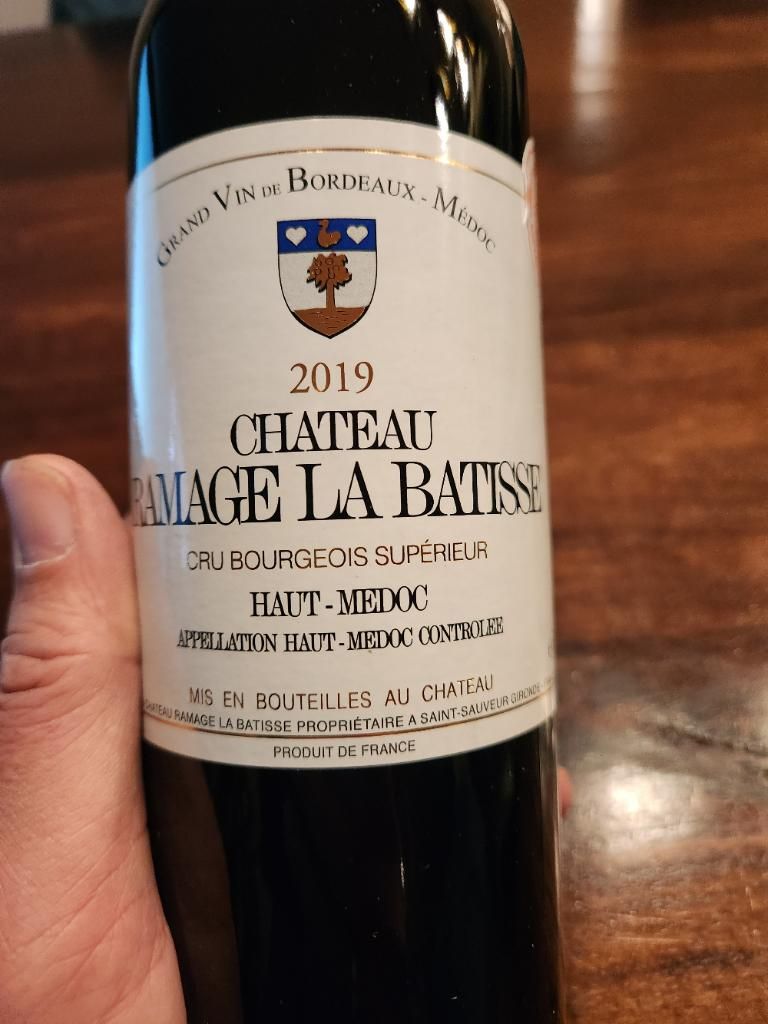 GRAND VIN DE BORDEAUX - MÉDOC
2019
CHATEAU
RAMAGE LA BATISSE
CRU BOURGEOIS SUPÉRIEUR
HAUT - MEDOC
APPELLATION HAUT - MEDOC CONTROLEE
MIS EN BOUTEILLES AU CHATEAU
CHATEAU RAMAGE LA BATISSE PROPRIÉTAIRE A SAINT-SAUVEUR GIRONDE
PRODUIT DE FRANCE